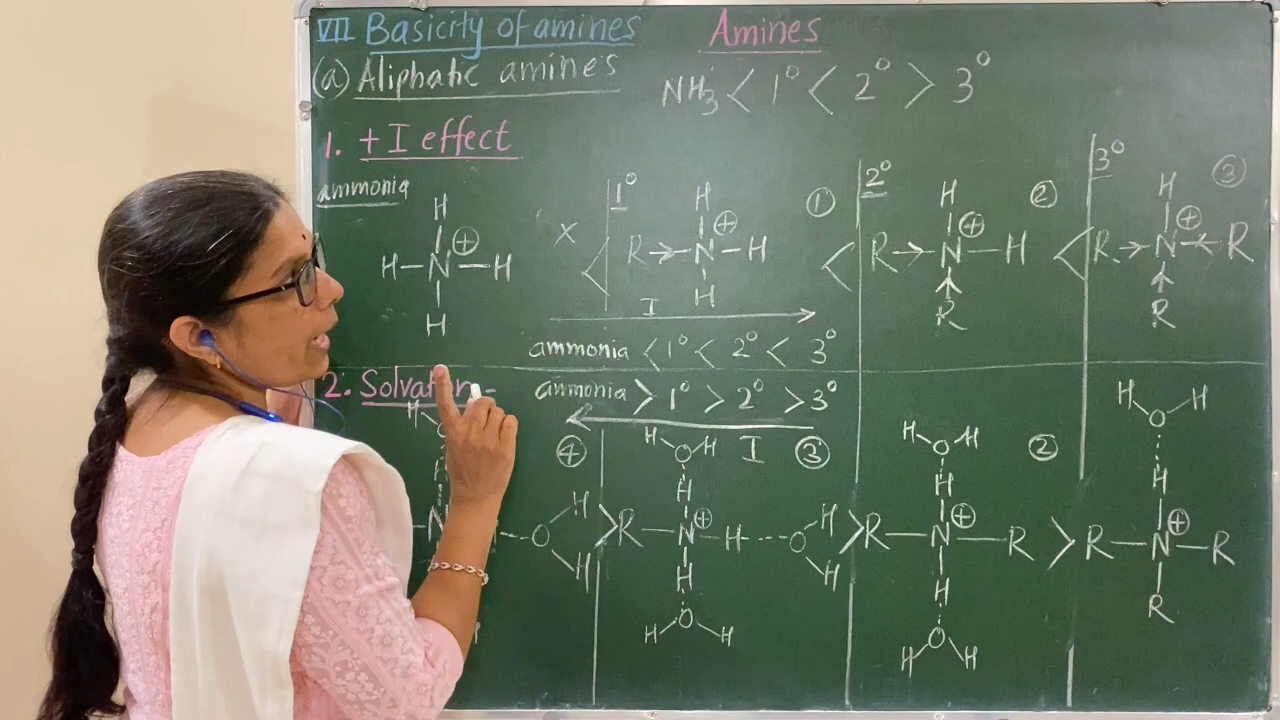 VII Basicity of amines
Amines
(a) Aliphatic amines
NH3 < 1° < 2° > 3°
1. + I effect
ammonia
H
H – N ⊕ – H
H
X
< 1°
H
R → N ⊕ – H
H
①
< 2°
H
R → N ⊕ – H
R
②
< 3°
H
R → N ⊕ ← R
R
③
I
ammonia < 1° < 2° < 3°
2. Solvation –
ammonia > 1° > 2° > 3°
I
④
H
H
N
O
H
H
>
③
H O H
H
R – N ⊕ – H --- O H H
H
H O H
>
②
H O H
H
R – N ⊕ – R
H
H O H
>
H O H
H
R – N ⊕ – R
R